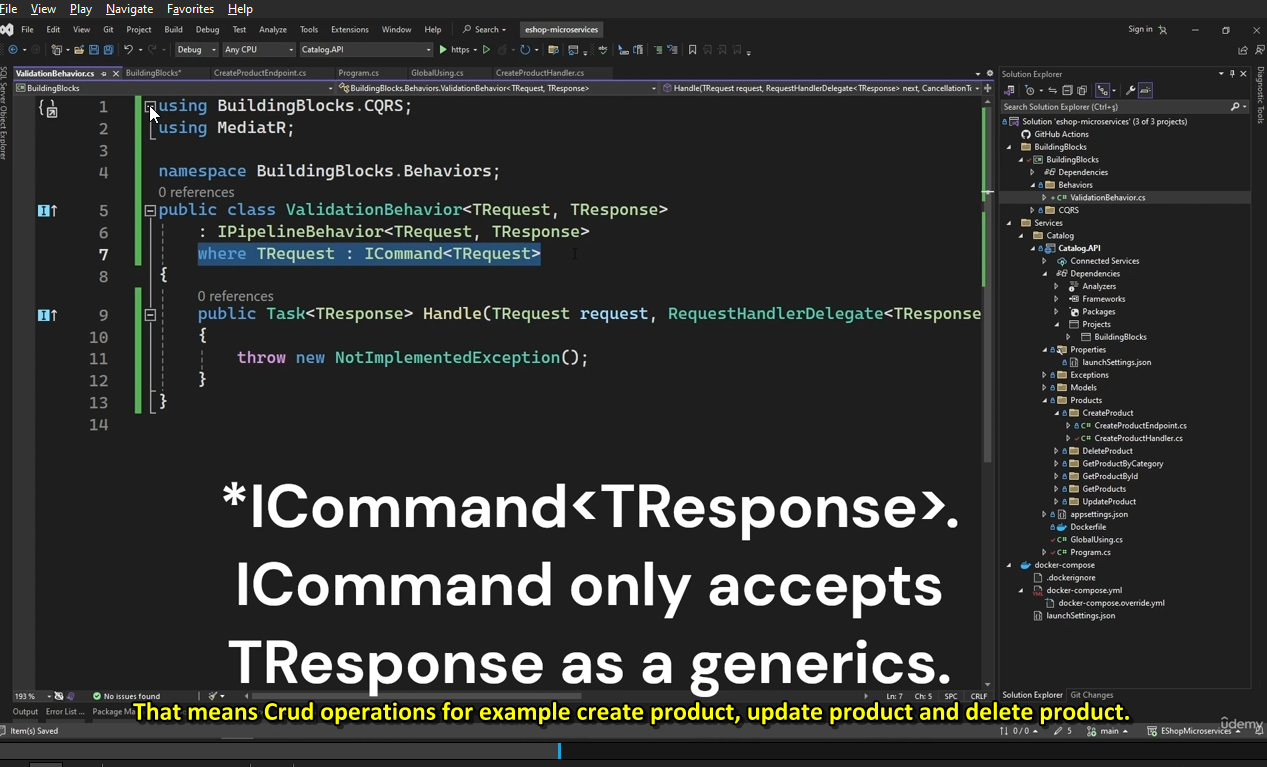 File View Play Navigate Favorites Help
File Edit View Git Project Build Debug Test Analyze Tools Extensions Window Help Search eshop-microservices Sign in
Debug Any CPU Catalog.API https
ValidationBehavior.cs BuildingBlocks* CreateProductEndpoint.cs Program.cs GlobalUsing.cs CreateProductHandler.cs
BuildingBlocks BuildingBlocks.Behaviors.ValidationBehavior<TRequest, TResponse> Handle(TRequest request, RequestHandlerDelegate<TResponse> next, CancellationT
SQL Server Object Explorer
1 using BuildingBlocks.CQRS;
2 using MediatR;
3
4 namespace BuildingBlocks.Behaviors;
0 references
5 public class ValidationBehavior<TRequest, TResponse>
6 : IPipelineBehavior<TRequest, TResponse>
7 where TRequest : ICommand<TRequest>
8 {
0 references
9 public Task<TResponse> Handle(TRequest request, RequestHandlerDelegate<TResponse
10 {
11 throw new NotImplementedException();
12 }
13 }
14
*ICommand<TResponse>.
ICommand only accepts
TResponse as a generics.
193 % No issues found Ln: 7 Ch: 5 SPC CRLF
Output Error List ... Package Ma
That means Crud operations for example create product, update product and delete product.
Item(s) Saved 0 / 0 5 main EShopMicroservices
ûdemy
Solution Explorer
Search Solution Explorer (Ctrl+ş)
Solution 'eshop-microservices' (3 of 3 projects)
GitHub Actions
BuildingBlocks
BuildingBlocks
Dependencies
Behaviors
ValidationBehavior.cs
CQRS
Services
Catalog
Catalog.API
Connected Services
Dependencies
Analyzers
Frameworks
Packages
Projects
BuildingBlocks
Properties
launchSettings.json
Exceptions
Models
Products
CreateProduct
CreateProductEndpoint.cs
CreateProductHandler.cs
DeleteProduct
GetProductByCategory
GetProductById
GetProducts
UpdateProduct
appsettings.json
Dockerfile
GlobalUsing.cs
Program.cs
docker-compose
.dockerignore
docker-compose.yml
docker-compose.override.yml
launchSettings.json
Solution Explorer Git Changes
Diagnostic Tools